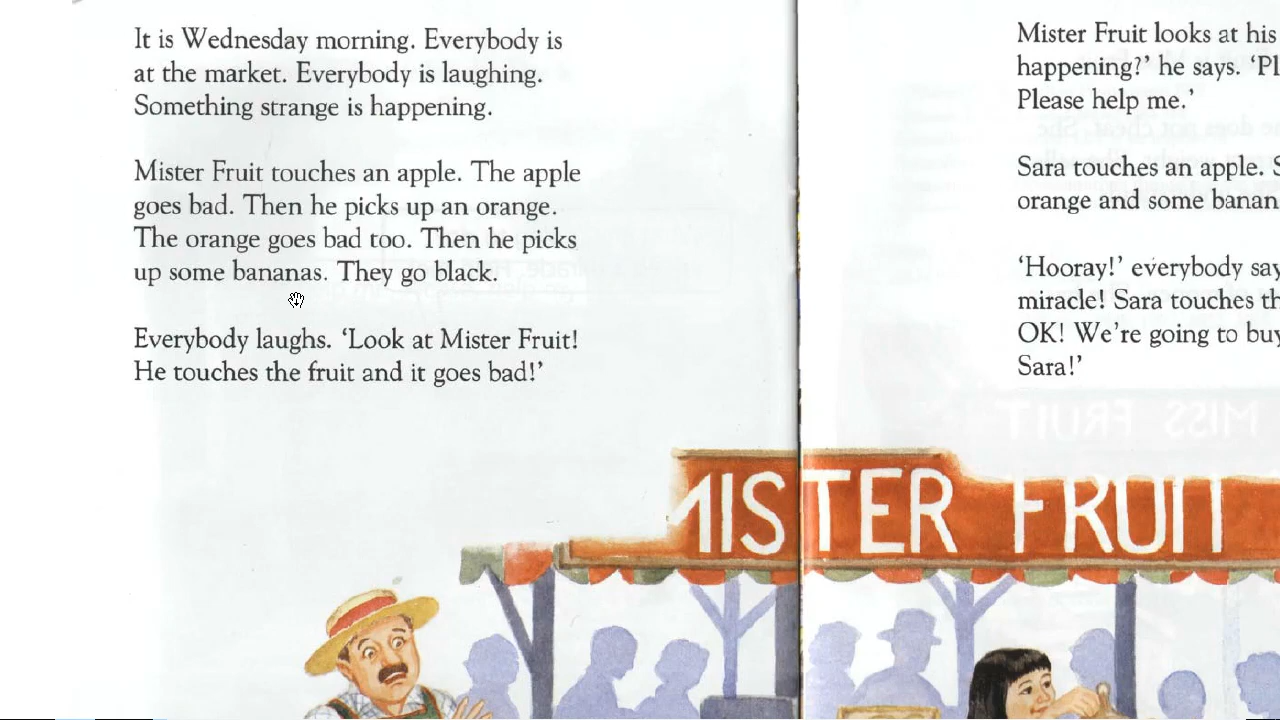 It is Wednesday morning. Everybody is
at the market. Everybody is laughing.
Something strange is happening.
Mister Fruit touches an apple. The apple
goes bad. Then he picks up an orange.
The orange goes bad too. Then he picks
up some bananas. They go black.
Everybody laughs. ‘Look at Mister Fruit!
He touches the fruit and it goes bad!’
Mister Fruit looks at his
happening?’ he says. ‘Pl
Please help me.’
Sara touches an apple. S
orange and some banan
‘Hooray!’ everybody say
miracle! Sara touches th
OK! We’re going to buy
Sara!’
MISTER FRUIT